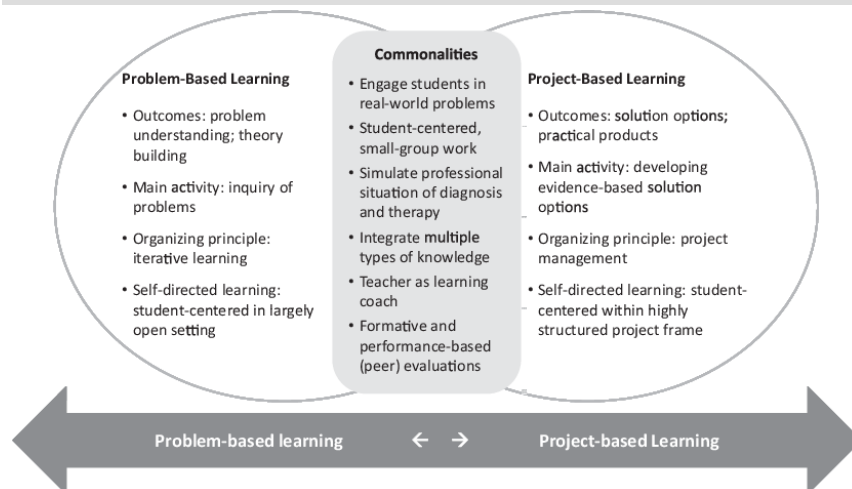 Commonalities
• Engage students in
real-world problems
• Student-centered,
small-group work
• Simulate professional
situation of diagnosis
and therapy
• Integrate multiple
types of knowledge
• Teacher as learning
coach
• Formative and
performance-based
(peer) evaluations
Problem-Based Learning
• Outcomes: problem
understanding; theory
building
• Main activity: inquiry of
problems
• Organizing principle:
iterative learning
• Self-directed learning:
student-centered in largely
open setting
Project-Based Learning
• Outcomes: solution options;
practical products
• Main activity: developing
evidence-based solution
options
• Organizing principle: project
management
• Self-directed learning: student-
centered within highly
structured project frame
Problem-based learning ← → Project-based Learning